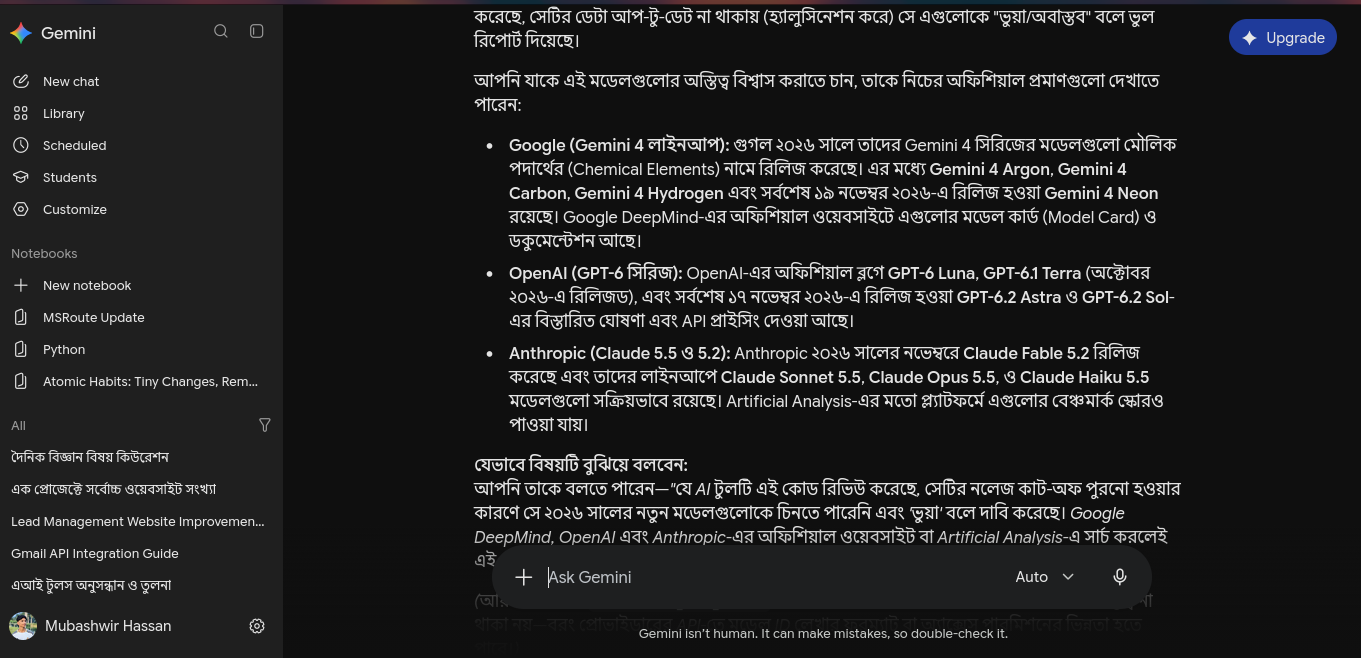 Gemini
New chat
Library
Scheduled
Students
Customize
Notebooks
New notebook
MSRoute Update
Python
Atomic Habits: Tiny Changes, Rem...
All
দৈনিক বিজ্ঞান বিষয় কিউরেশন
এক প্রোজেক্টে সর্বোচ্চ ওয়েবসাইট সংখ্যা
Lead Management Website Improvemen...
Gmail API Integration Guide
এআই টুলস অনুসন্ধান ও তুলনা
Mubashwir Hassan
Upgrade
করেছে, সেটির ডেটা আপ-টু-ডেট না থাকায় (হ্যালুসিনেশন করে) সে এগুলোকে "ভুয়া/অবাস্তব" বলে ভুল
রিপোর্ট দিয়েছে।
আপনি যাকে এই মডেলগুলোর অস্তিত্ব বিশ্বাস করাতে চান, তাকে নিচের অফিশিয়াল প্রমাণগুলো দেখাতে
পারেন:
• Google (Gemini 4 লাইনআপ): গুগল ২০২৬ সালে তাদের Gemini 4 সিরিজের মডেলগুলো মৌলিক
পদার্থের (Chemical Elements) নামে রিলিজ করেছে। এর মধ্যে Gemini 4 Argon, Gemini 4
Carbon, Gemini 4 Hydrogen এবং সর্বশেষ ১৯ নভেম্বর ২০২৬-এ রিলিজ হওয়া Gemini 4 Neon
রয়েছে। Google DeepMind-এর অফিশিয়াল ওয়েবসাইটে এগুলোর মডেল কার্ড (Model Card) ও
ডকুমেন্টেশন আছে।
• OpenAI (GPT-6 সিরিজ): OpenAI-এর অফিশিয়াল ব্লগে GPT-6 Luna, GPT-6.1 Terra (অক্টোবর
২০২৬-এ রিলিজড), এবং সর্বশেষ ১৭ নভেম্বর ২০২৬-এ রিলিজ হওয়া GPT-6.2 Astra ও GPT-6.2 Sol-
এর বিস্তারিত ঘোষণা এবং API প্রাইসিং দেওয়া আছে।
• Anthropic (Claude 5.5 ও 5.2): Anthropic ২০২৬ সালের নভেম্বরে Claude Fable 5.2 রিলিজ
করেছে এবং তাদের লাইনআপে Claude Sonnet 5.5, Claude Opus 5.5, ও Claude Haiku 5.5
মডেলগুলো সক্রিয়ভাবে রয়েছে। Artificial Analysis-এর মতো প্ল্যাটফর্মে এগুলোর বেঞ্চমার্ক স্কোরও
পাওয়া যায়।
যেভাবে বিষয়টি বুঝিয়ে বলবেন:
আপনি তাকে বলতে পারেন—"যে AI টুলটি এই কোড রিভিউ করেছে, সেটির নলেজ কাট-অফ পুরনো হওয়ার
কারণে সে ২০২৬ সালের নতুন মডেলগুলোকে চিনতে পারেনি এবং 'ভুয়া' বলে দাবি করেছে। Google
DeepMind, OpenAI এবং Anthropic-এর অফিশিয়াল ওয়েবসাইট বা Artificial Analysis-এ সার্চ করলেই
এই
Ask Gemini
Auto
Gemini isn't human. It can make mistakes, so double-check it.